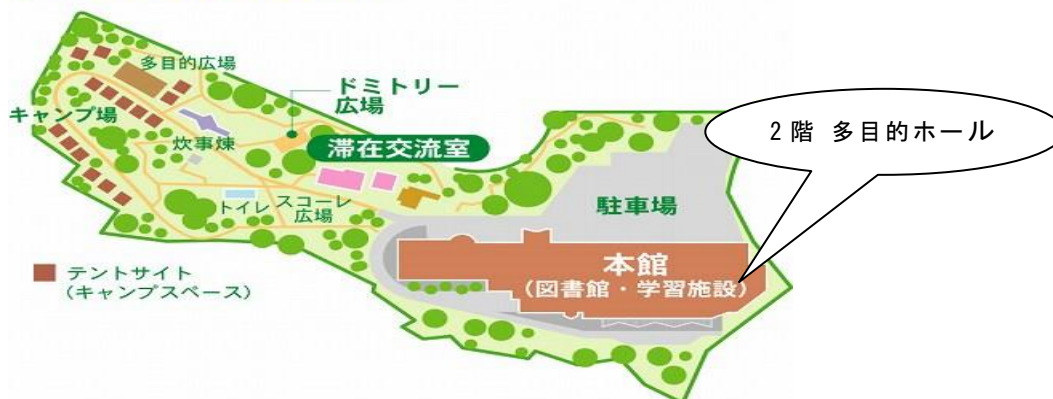 多目的広場
ドミトリー
広場
キャンプ場
炊事煉
滞在交流室
2階 多目的ホール
トイレ
スコーレ
広場
駐車場
本館
(図書館・学習施設)
テントサイト
(キャンプスペース)